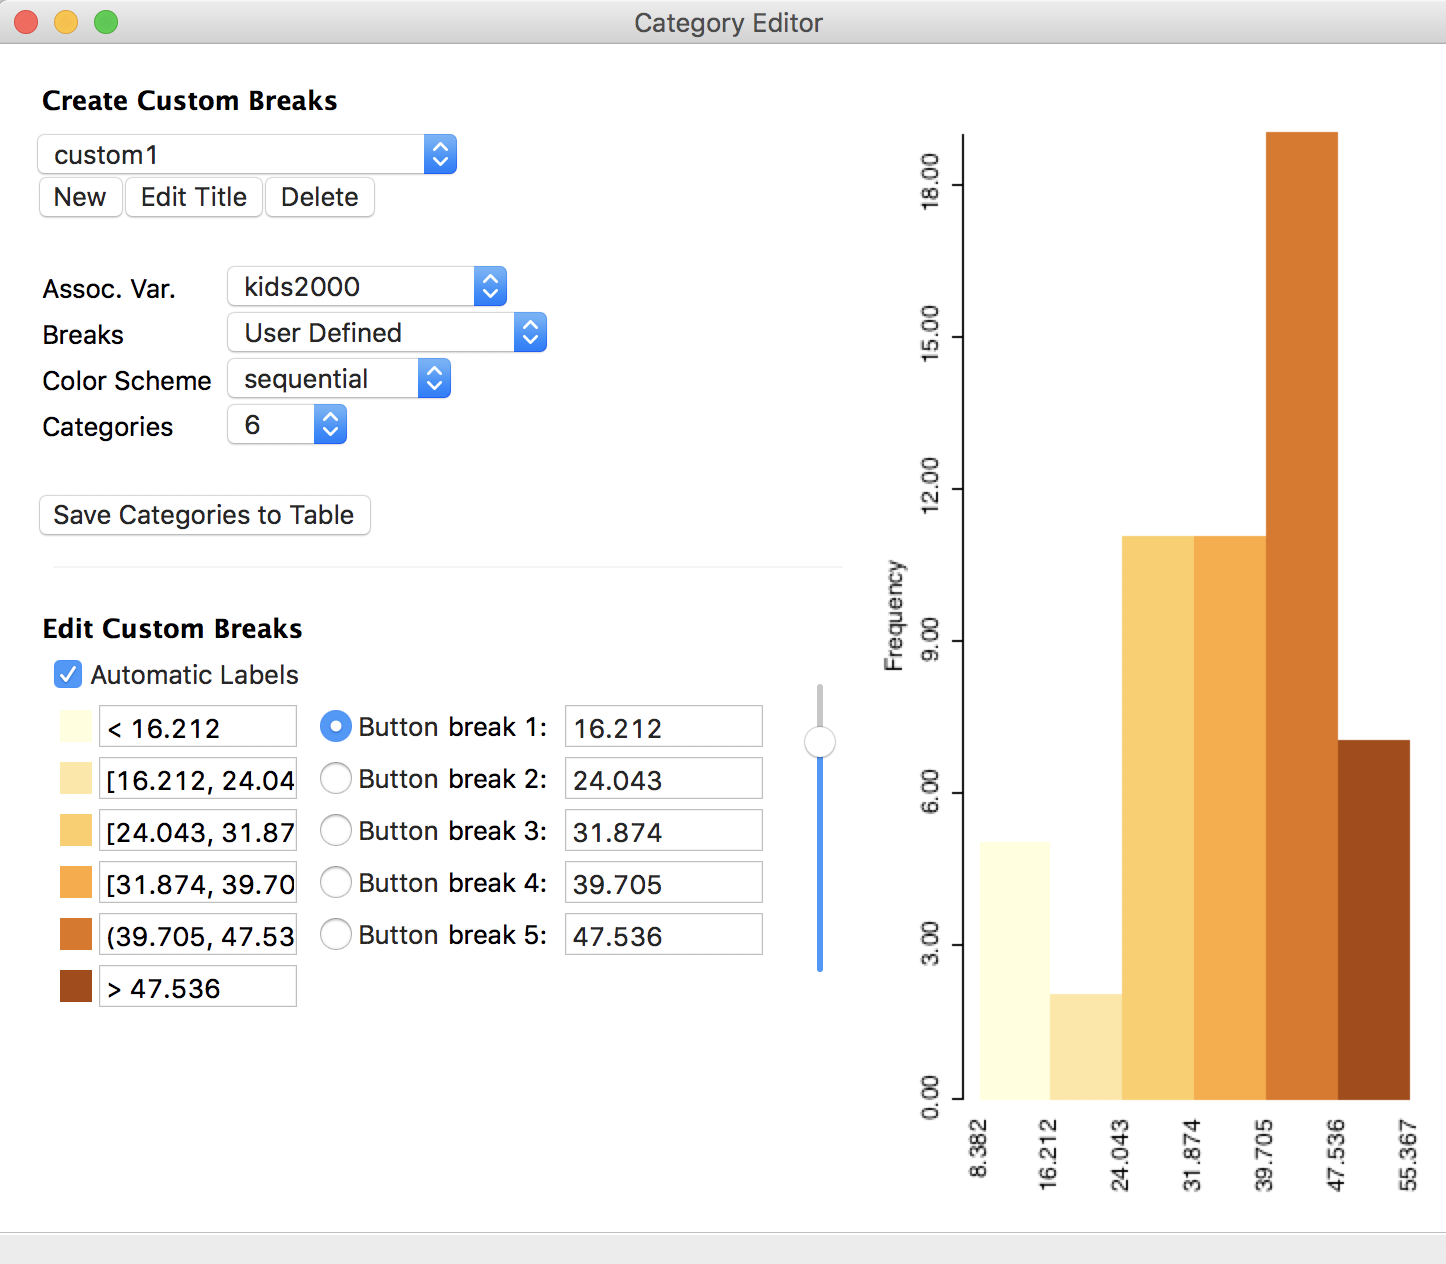 Category Editor
Create Custom Breaks
custom1
New Edit Title Delete
Assoc. Var. kids2000
Breaks User Defined
Color Scheme sequential
Categories 6
Save Categories to Table
Edit Custom Breaks
Automatic Labels
< 16.212 Button break 1: 16.212
[16.212, 24.04 Button break 2: 24.043
[24.043, 31.87 Button break 3: 31.874
[31.874, 39.70 Button break 4: 39.705
(39.705, 47.53 Button break 5: 47.536
> 47.536
Frequency
18.00
15.00
12.00
9.00
6.00
3.00
0.00
8.382 16.212 24.043 31.874 39.705 47.536 55.367